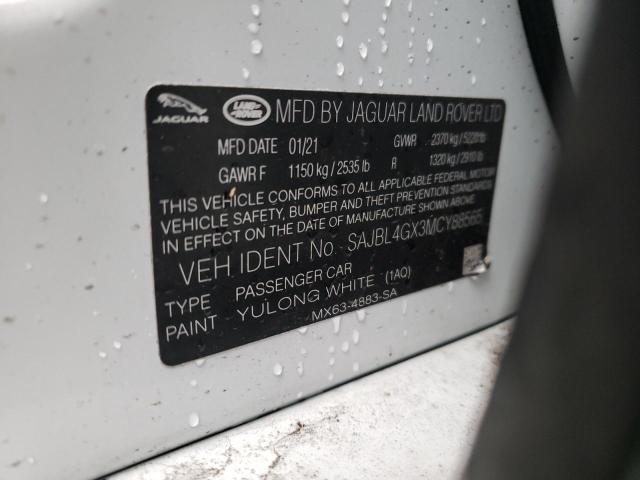 JAGUAR LAND ROVER MFD BY JAGUAR LAND ROVER LTD
MFD DATE 01/21 GVWR 2370 kg / 5220 lb
GAWR F 1150 kg / 2535 lb R 1320 kg / 2910 lb
THIS VEHICLE CONFORMS TO ALL APPLICABLE FEDERAL MOTOR
VEHICLE SAFETY, BUMPER AND THEFT PREVENTION STANDARDS
IN EFFECT ON THE DATE OF MANUFACTURE SHOWN ABOVE.
VEH IDENT No. SAJBL4GX3MCY88565
TYPE PASSENGER CAR
PAINT YULONG WHITE (1AQ)
MX63-4883-SA